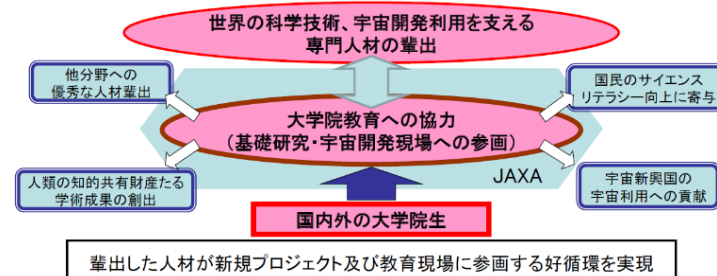 世界の科学技術、宇宙開発利用を支える
専門人材の輩出
他分野への
優秀な人材輩出
国民のサイエンス
リテラシー向上に寄与
大学院教育への協力
(基礎研究・宇宙開発現場への参画)
人類の知的共有財産たる
学術成果の創出
JAXA
宇宙新興国の
宇宙利用への貢献
国内外の大学院生
輩出した人材が新規プロジェクト及び教育現場に参画する好循環を実現